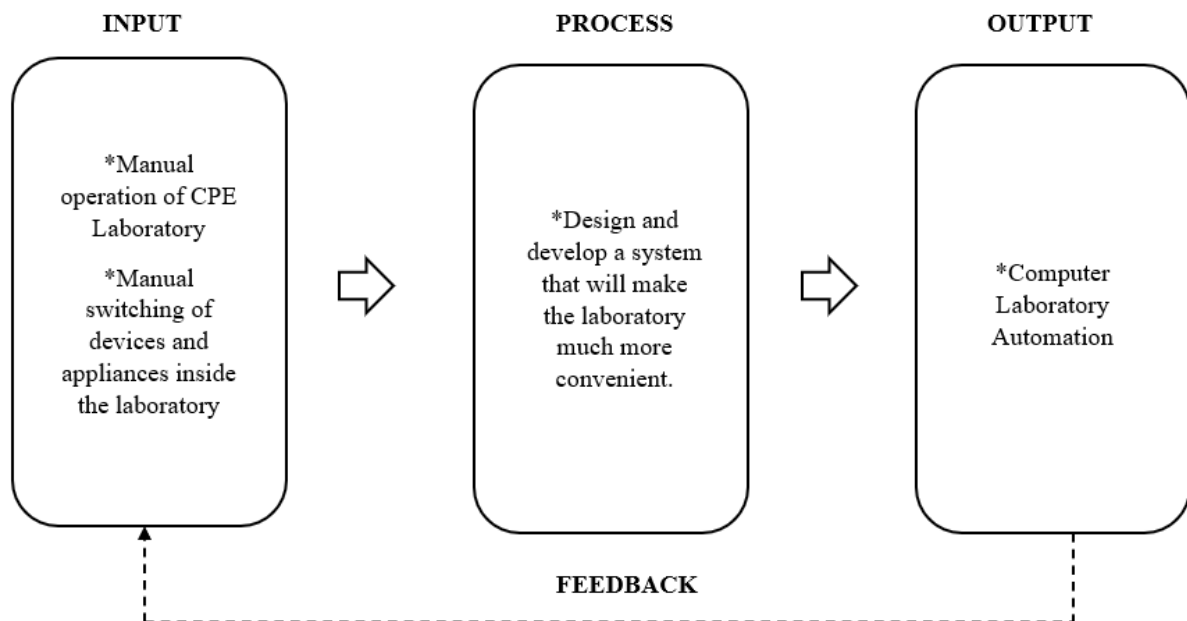 INPUT
PROCESS
OUTPUT
*Manual
operation of CPE
Laboratory
*Manual
switching of
devices and
appliances inside
the laboratory
*Design and
develop a system
that will make
the laboratory
much more
convenient.
*Computer
Laboratory
Automation
FEEDBACK